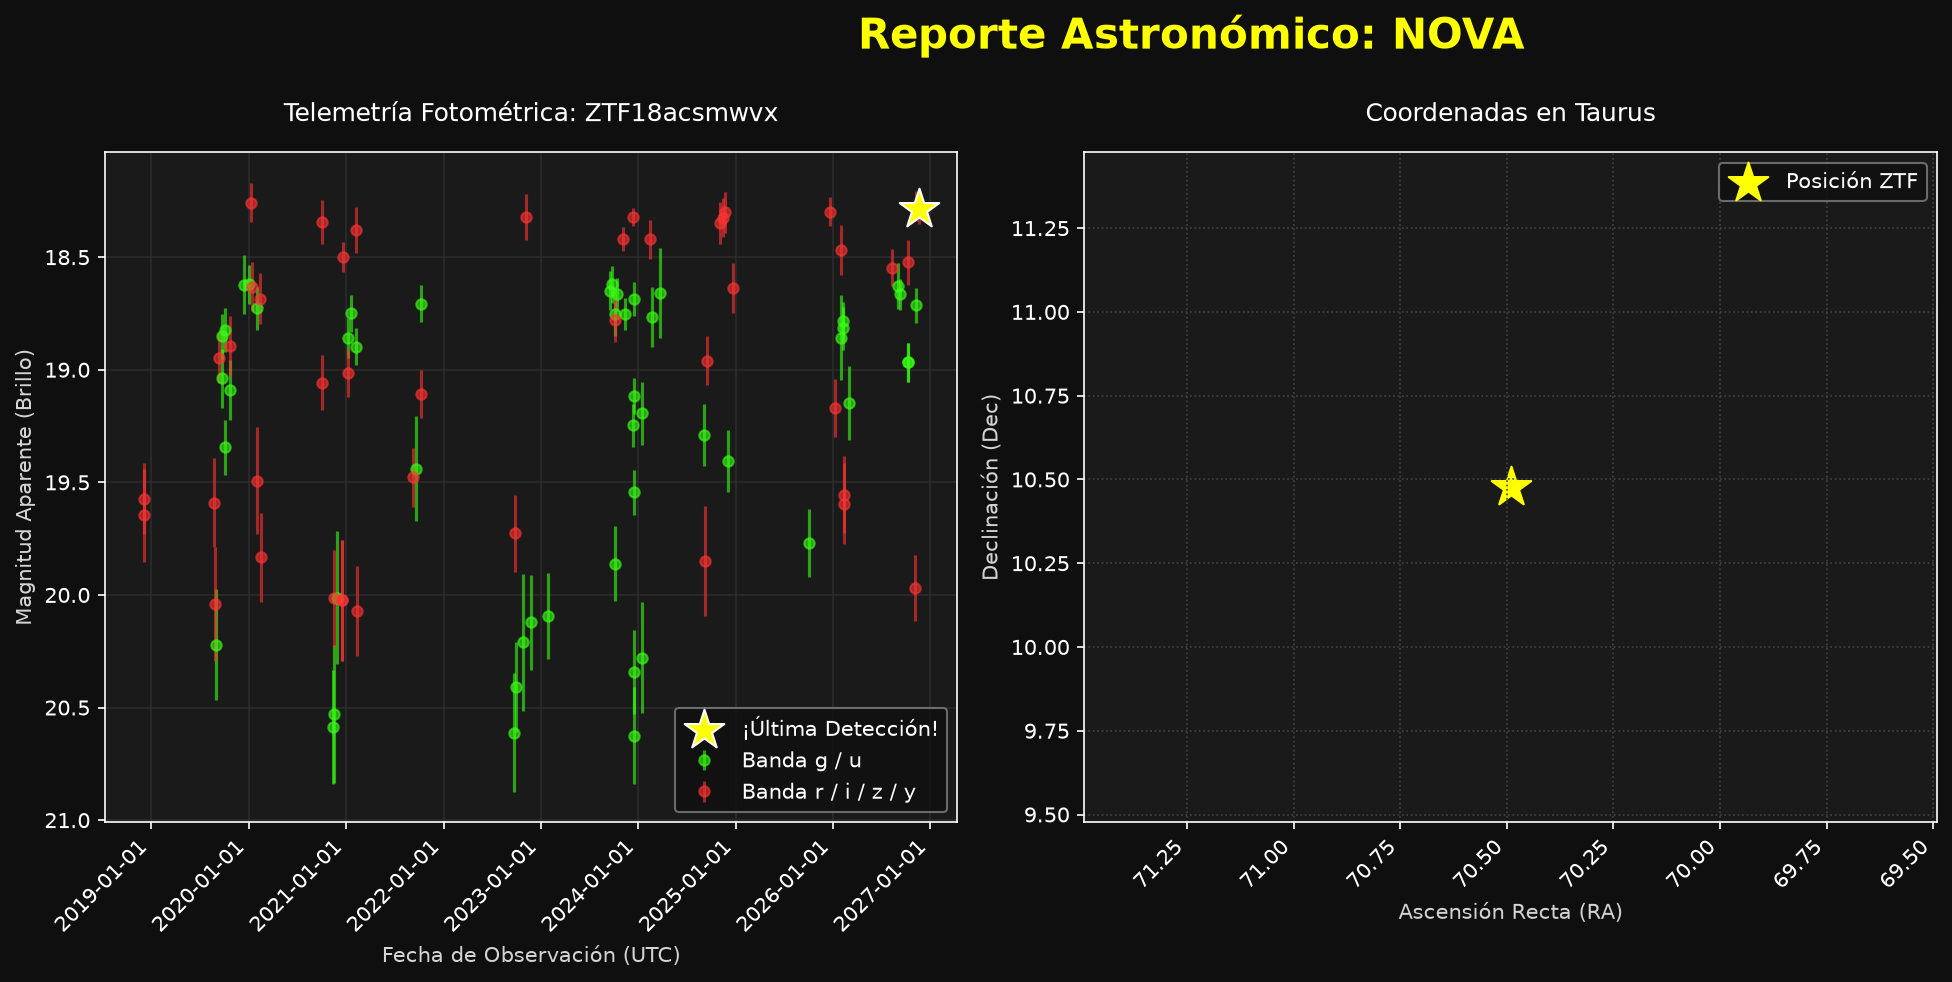 Reporte Astronómico: NOVA
Telemetría Fotométrica: ZTF18acsmwvx
Magnitud Aparente (Brillo)
18.5
19.0
19.5
20.0
20.5
21.0
¡Última Detección!
Banda g / u
Banda r / i / z / y
2019-01-01
2020-01-01
2021-01-01
2022-01-01
2023-01-01
2024-01-01
2025-01-01
2026-01-01
2027-01-01
Fecha de Observación (UTC)
Coordenadas en Taurus
Posición ZTF
Declinación (Dec)
11.25
11.00
10.75
10.50
10.25
10.00
9.75
9.50
71.25
71.00
70.75
70.50
70.25
70.00
69.75
69.50
Ascensión Recta (RA)